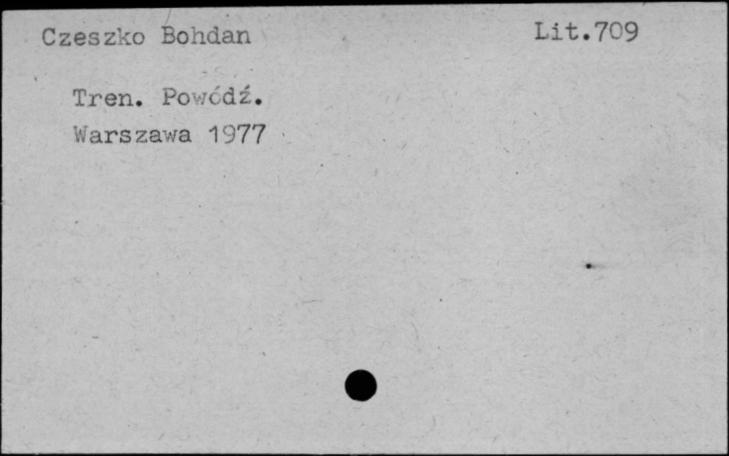 Czeszko Bohdan Lit.709
Tren. Powódź.
Warszawa 1977